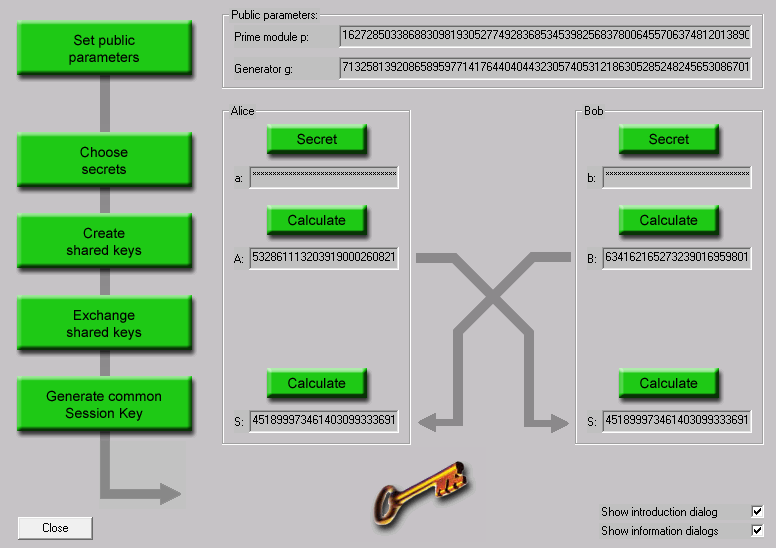 Set public
parameters
Choose
secrets
Create
shared keys
Exchange
shared keys
Generate common
Session Key
Close
Public parameters:
Prime module p: 16272850338688309819305277492836853453982568378006455706374812013890
Generator g: 71325813920865895977141764404044323057405312186305285248245653086701
Alice
Secret
a: ************************************
Calculate
A: 532861113203919000260821
Calculate
S: 451899973461403099333691
Bob
Secret
b: ************************************
Calculate
B: 634162165273239016959801
Calculate
S: 451899973461403099333691
Show introduction dialog
Show information dialogs